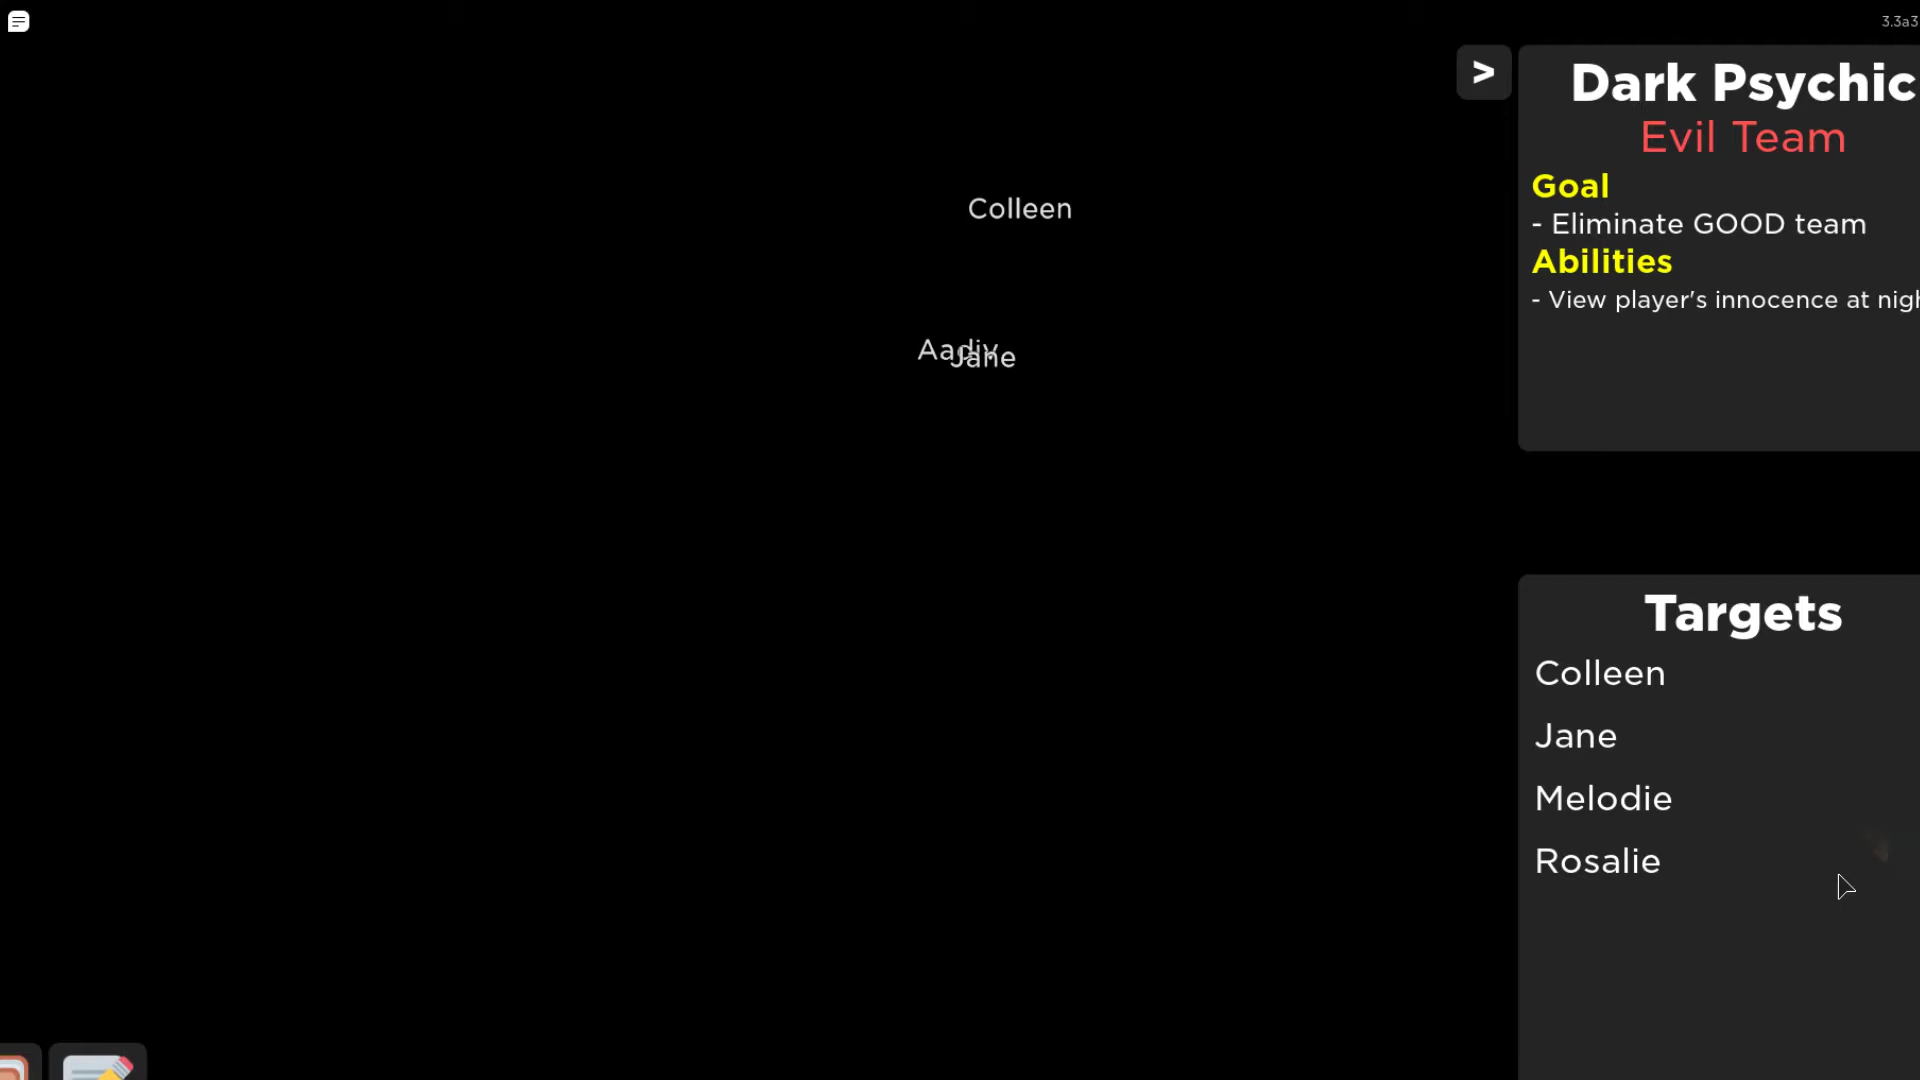 3.3a3
>
Dark Psychic
Evil Team
Goal
- Eliminate GOOD team
Abilities
- View player's innocence at nigh
Colleen
Aadiv
Jane
Targets
Colleen
Jane
Melodie
Rosalie